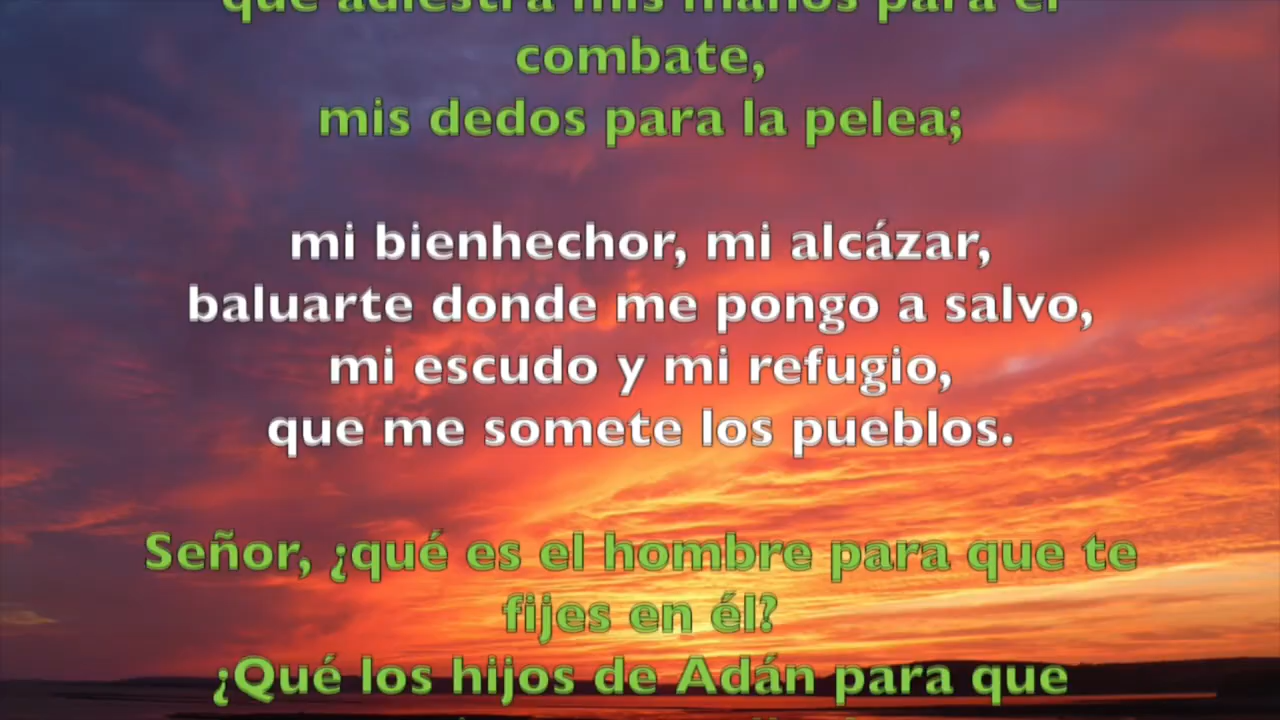 que adiestra mis manos para el
combate,
mis dedos para la pelea;
mi bienhechor, mi alcázar,
baluarte donde me pongo a salvo,
mi escudo y mi refugio,
que me somete los pueblos.
Señor, ¿qué es el hombre para que te
fijes en él?
¿Qué los hijos de Adán para que